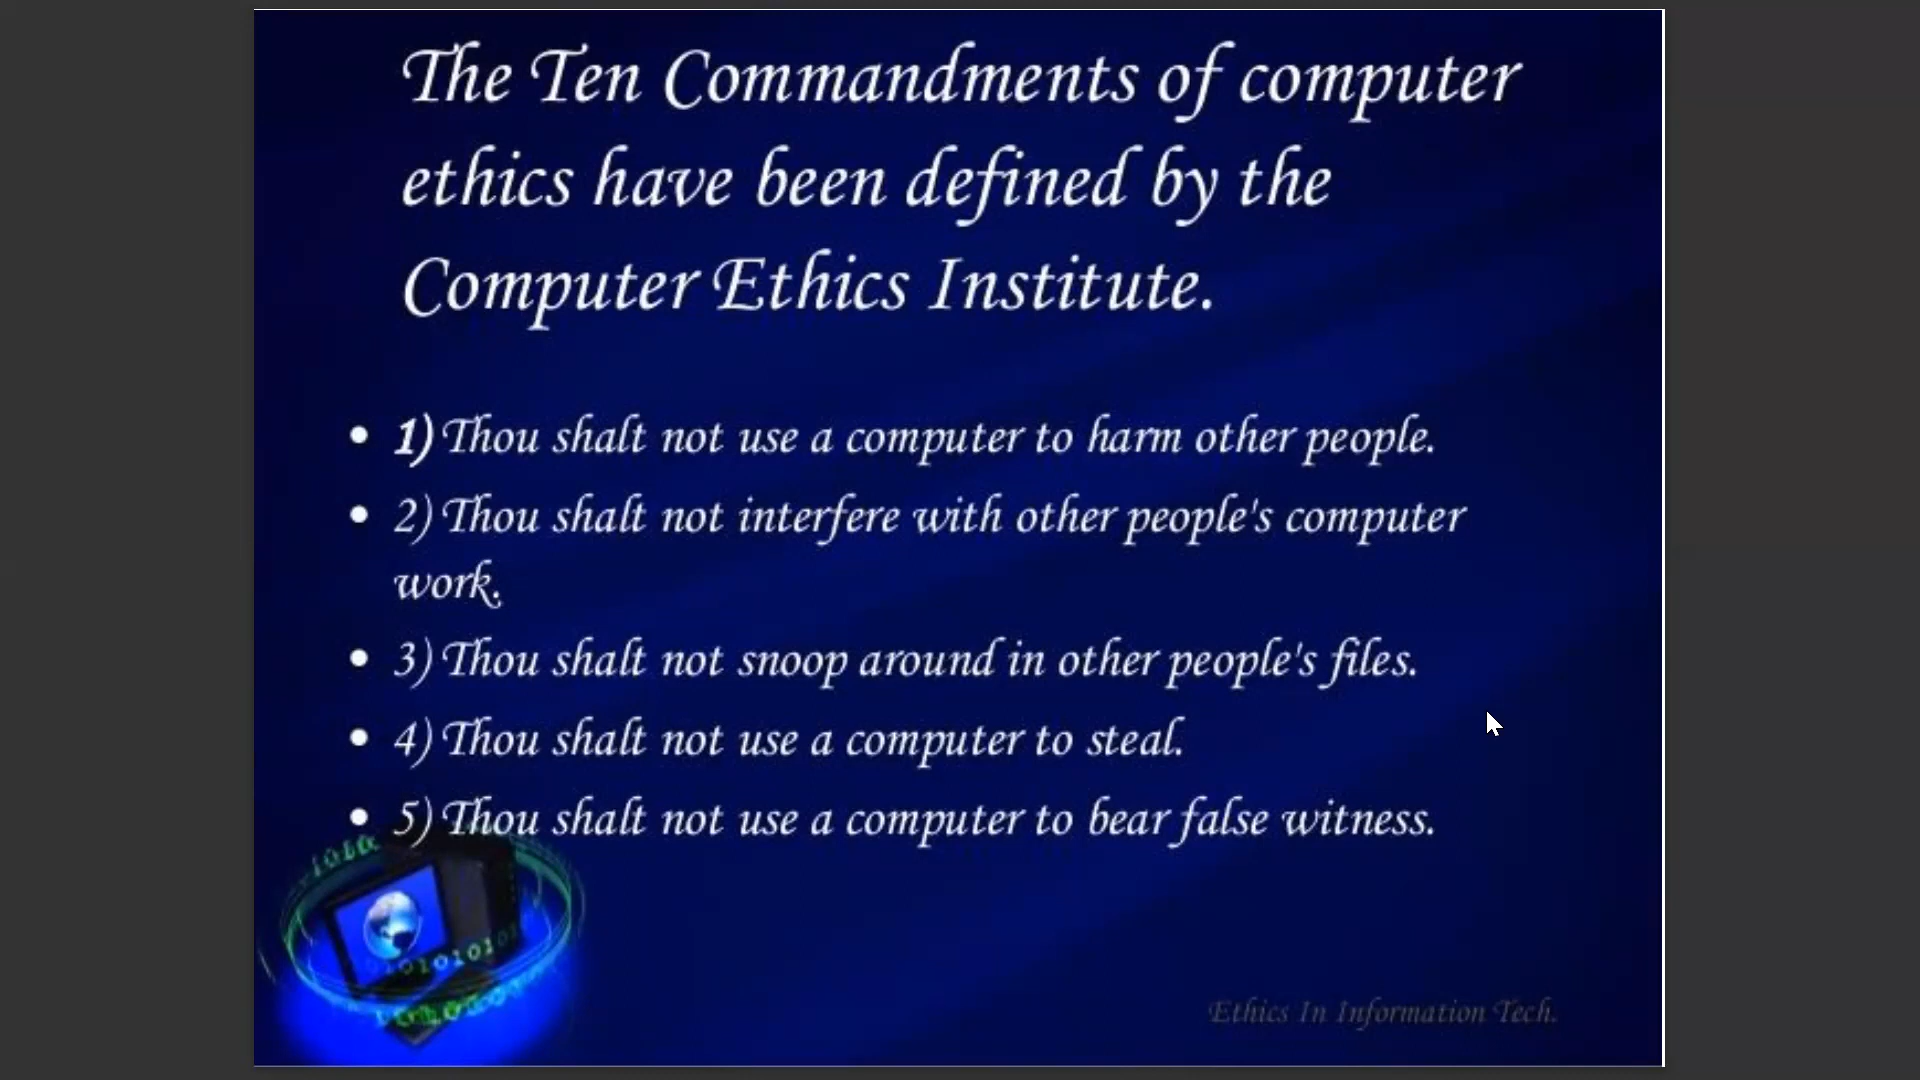 The Ten Commandments of computer
ethics have been defined by the
Computer Ethics Institute.
• 1) Thou shalt not use a computer to harm other people.
• 2) Thou shalt not interfere with other people's computer
work.
• 3) Thou shalt not snoop around in other people's files.
• 4) Thou shalt not use a computer to steal.
• 5) Thou shalt not use a computer to bear false witness.
Ethics In Information Tech.